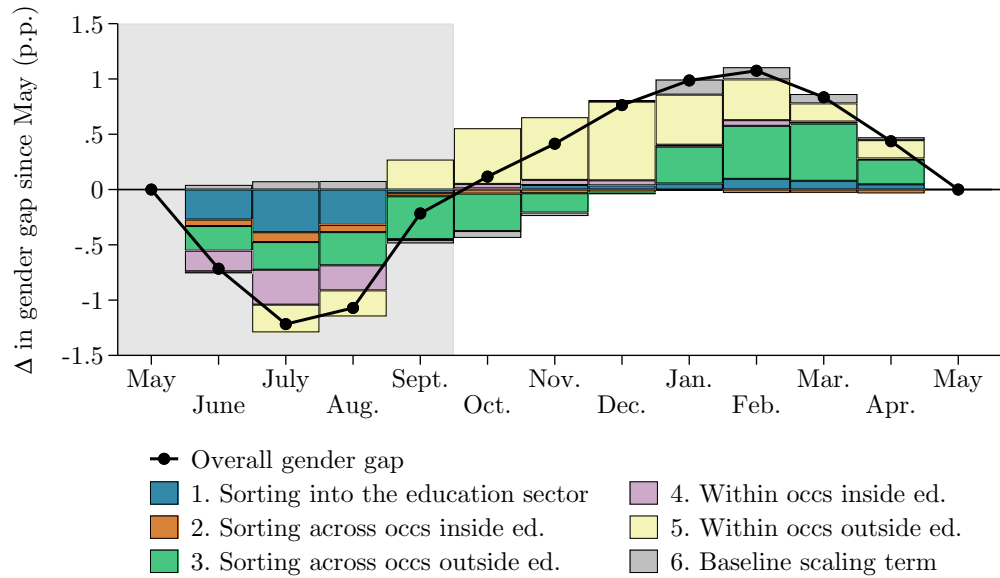 Δ in gender gap since May (p.p.)
1.5
1
.5
0
-.5
-1
-1.5
May
June
July
Aug.
Sept.
Oct.
Nov.
Dec.
Jan.
Feb.
Mar.
Apr.
May
Overall gender gap
1. Sorting into the education sector
2. Sorting across occs inside ed.
3. Sorting across occs outside ed.
4. Within occs inside ed.
5. Within occs outside ed.
6. Baseline scaling term